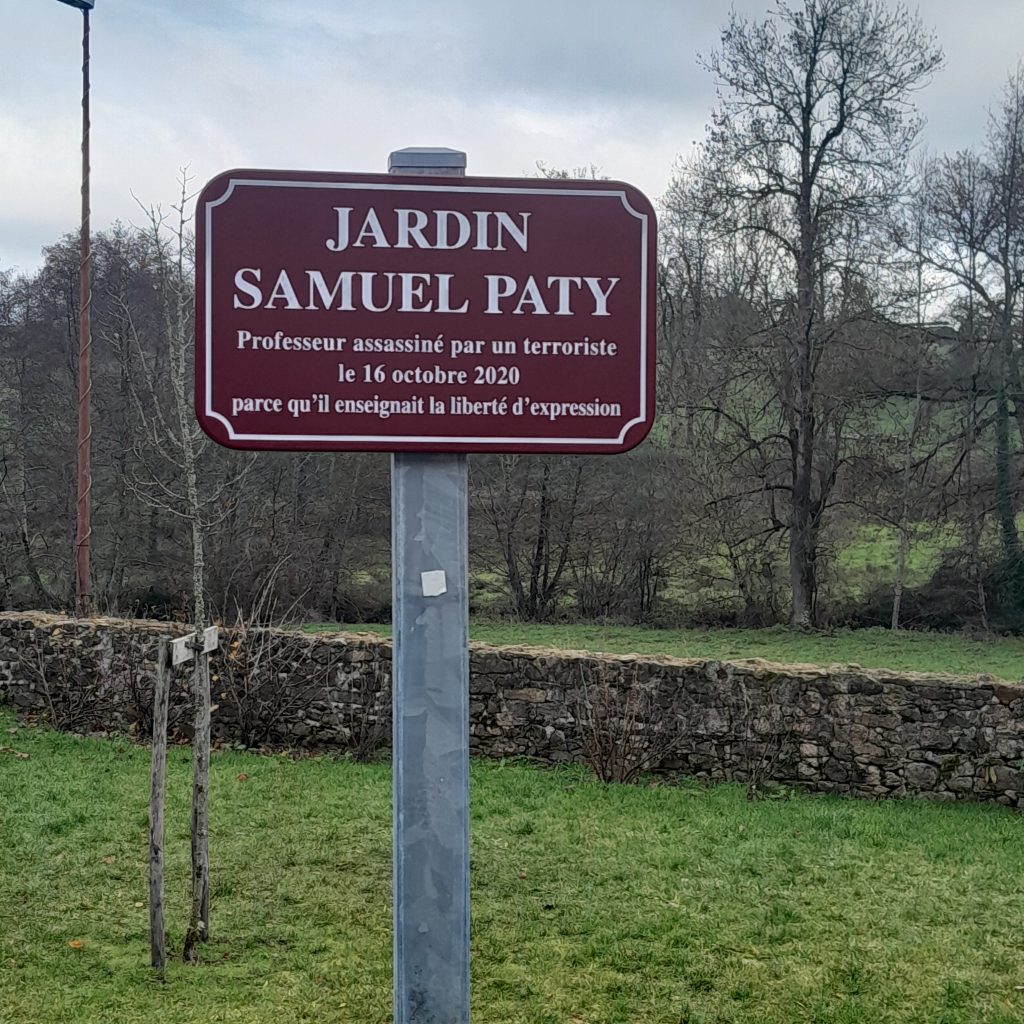 JARDIN
SAMUEL PATY
Professeur assassiné par un terroriste
le 16 octobre 2020
parce qu'il enseignait la liberté d'expression